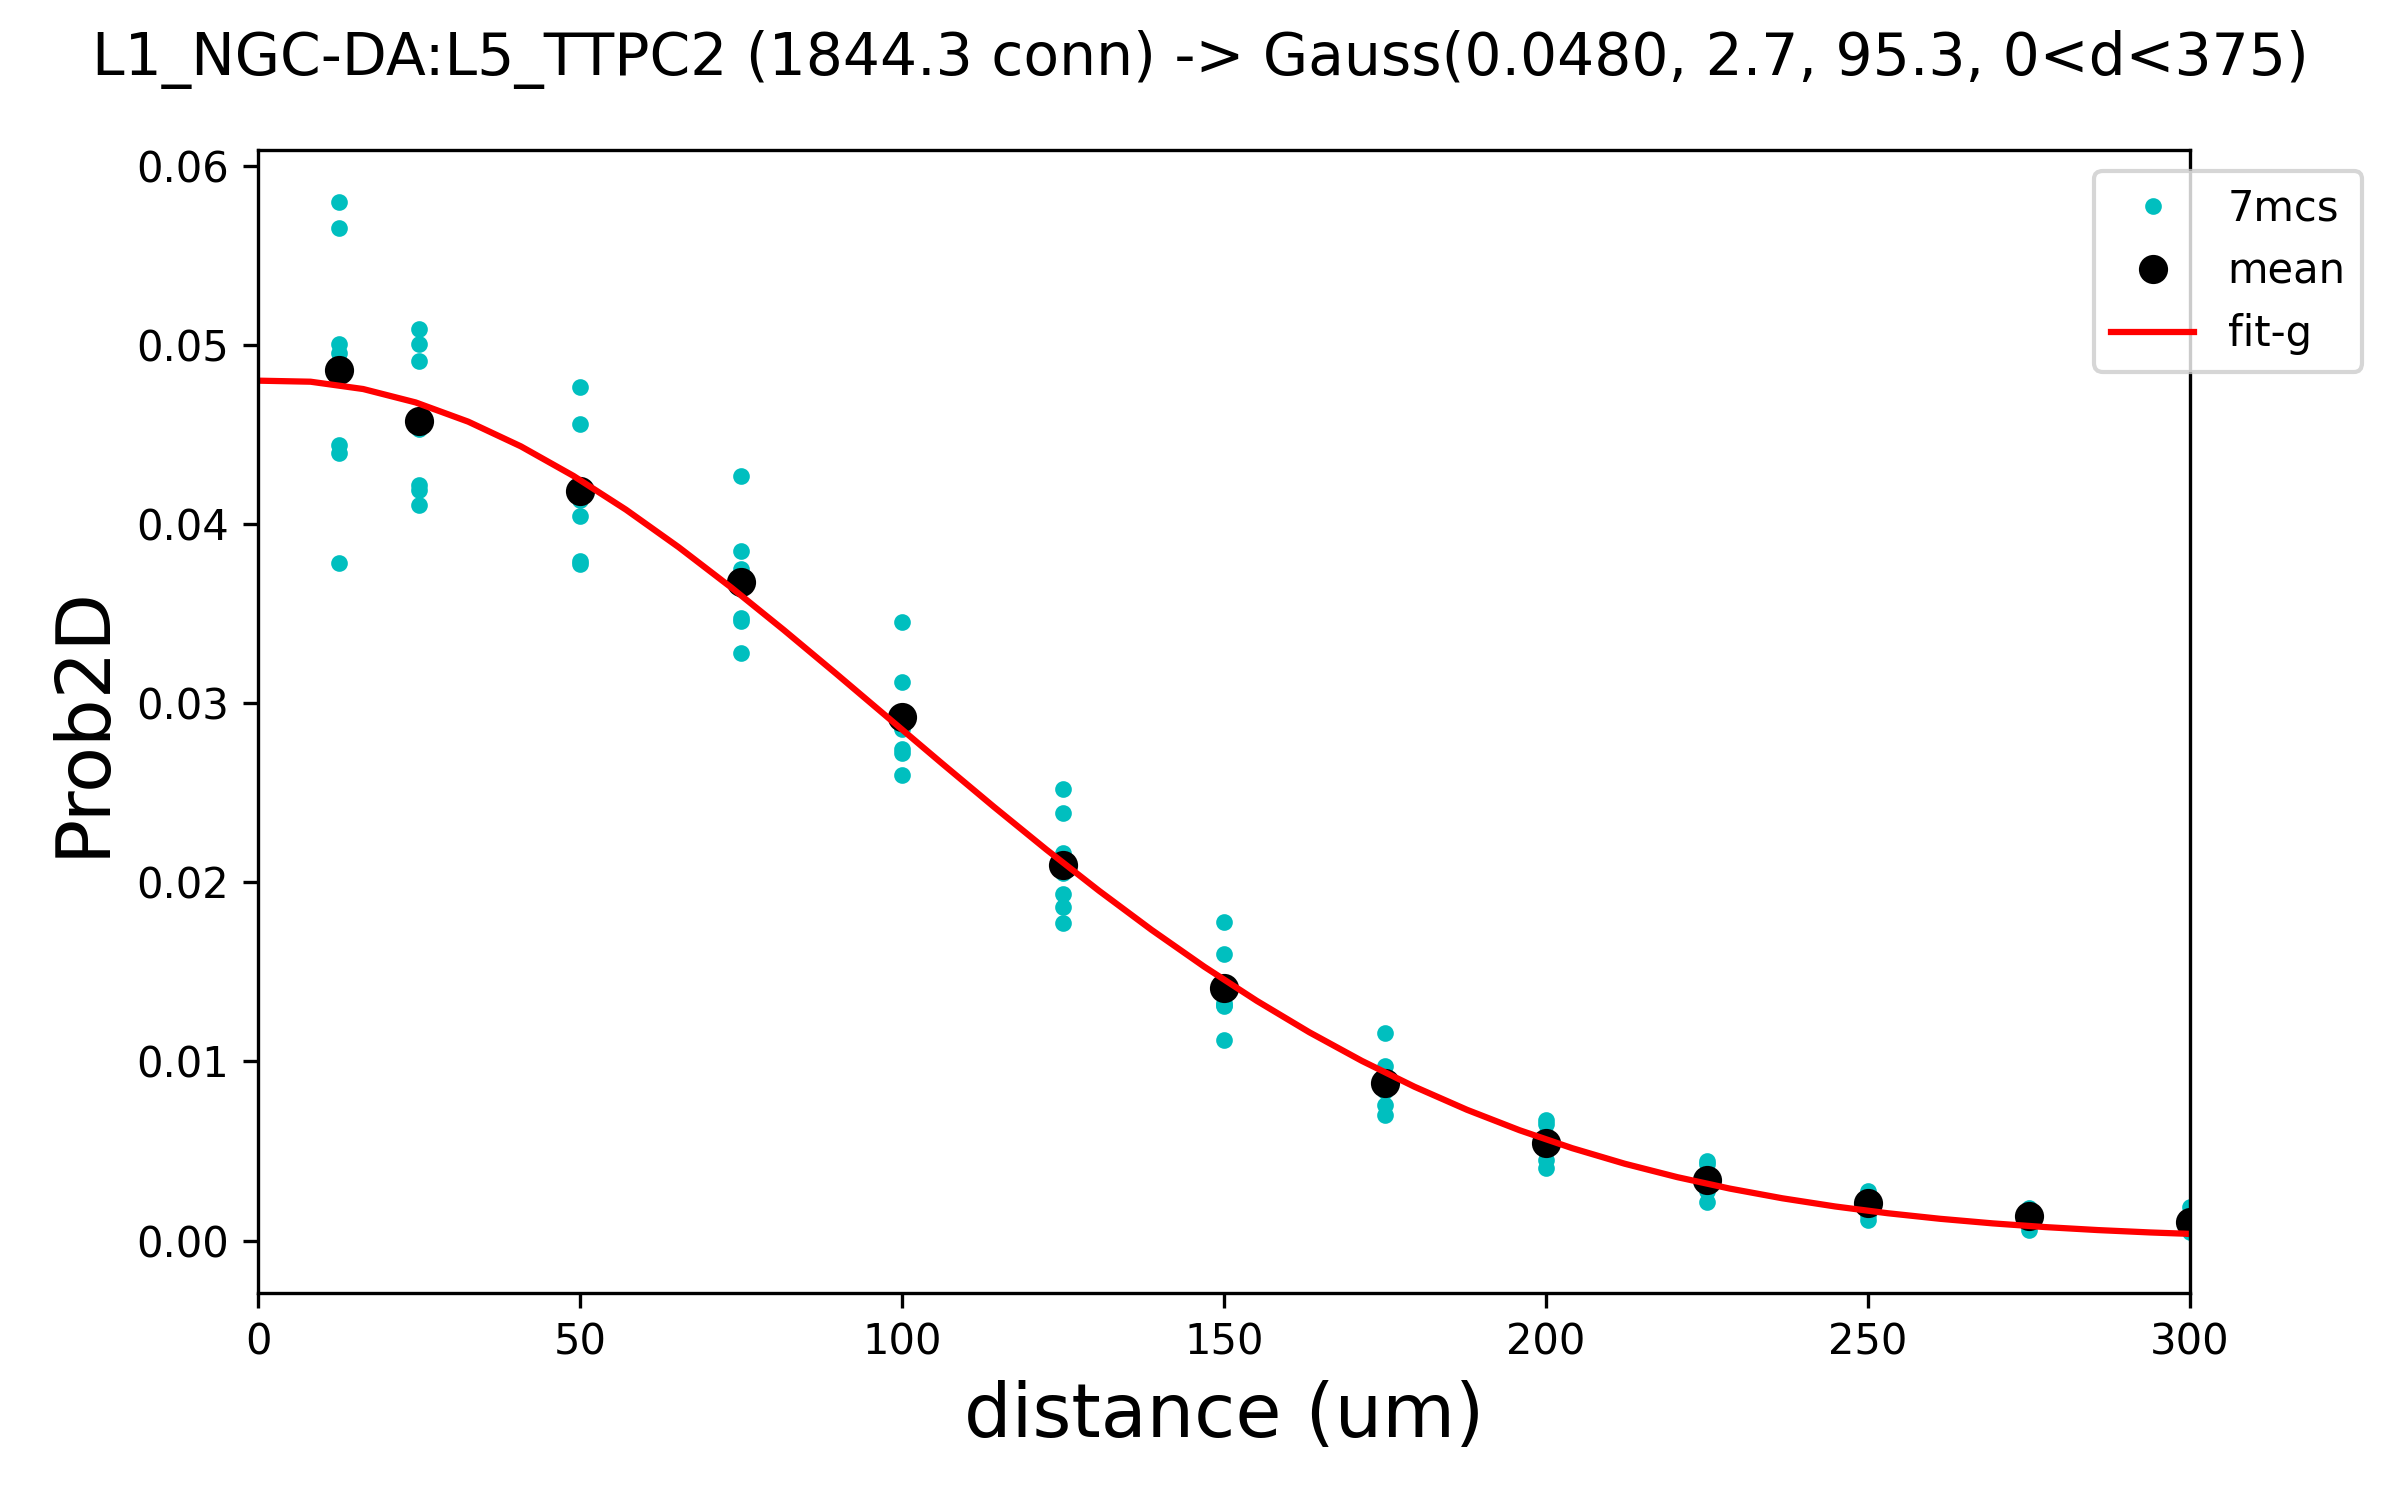 L1_NGC-DA:L5_TTPC2 (1844.3 conn) -> Gauss(0.0480, 2.7, 95.3, 0<d<375)
0.06
0.05
0.04
0.03
0.02
0.01
0.00
Prob2D
7mcs
mean
fit-g
0 50 100 150 200 250 300
distance (um)